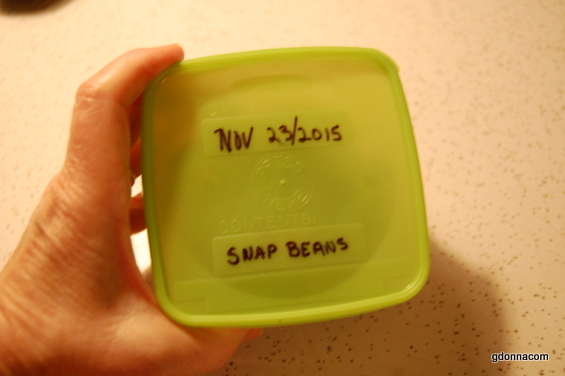 NOV 23/2015
CONTENTS:
SNAP BEANS
gdonnacom